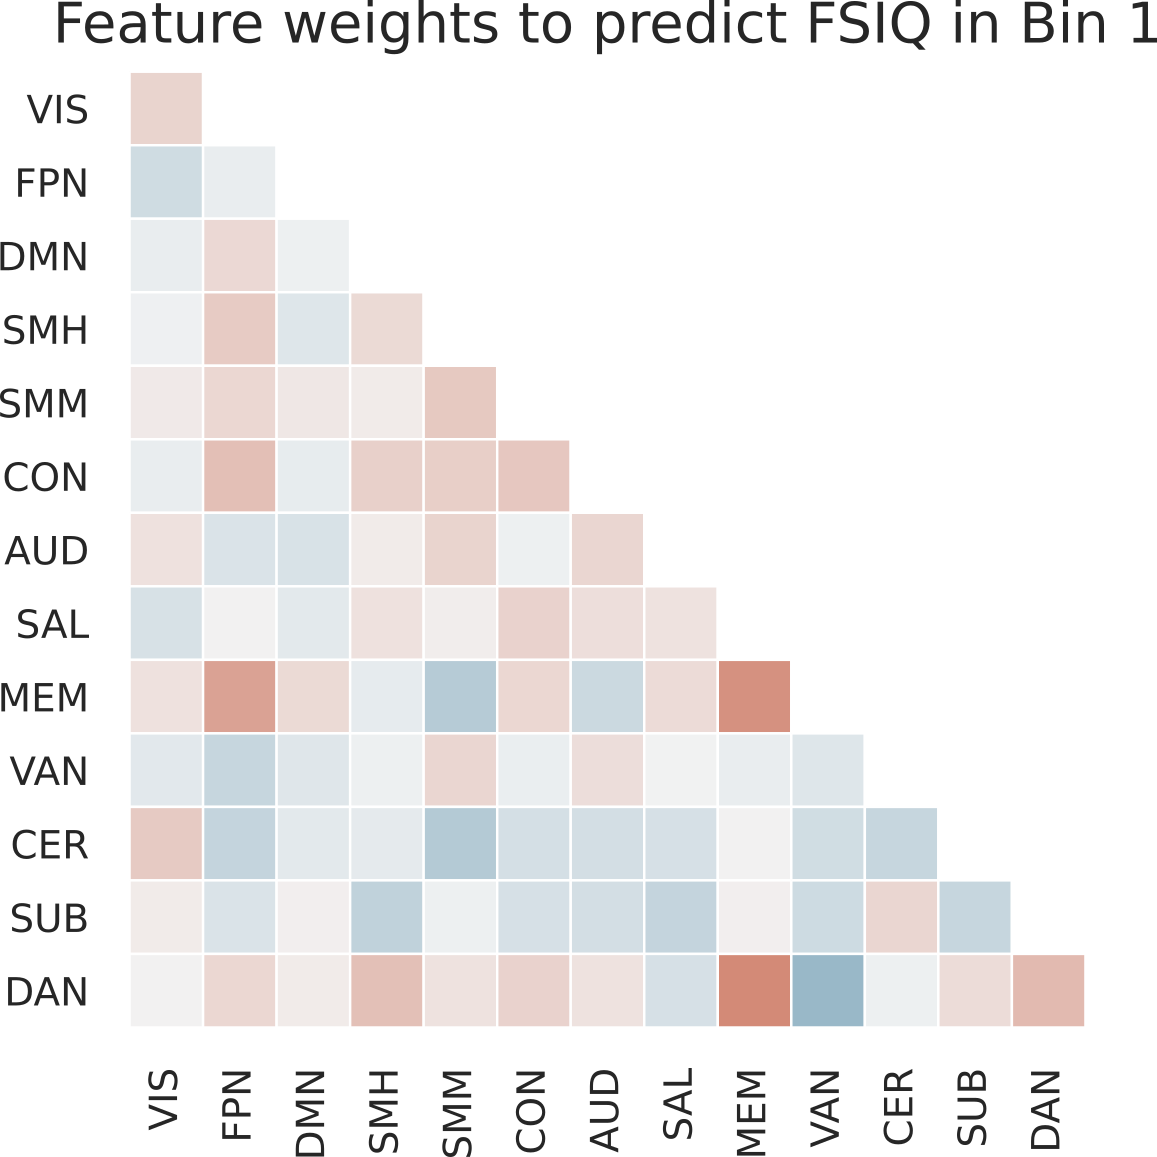 Feature weights to predict FSIQ in Bin 1
VIS
FPN
DMN
SMH
SMM
CON
AUD
SAL
MEM
VAN
CER
SUB
DAN
VIS FPN DMN SMH SMM CON AUD SAL MEM VAN CER SUB DAN